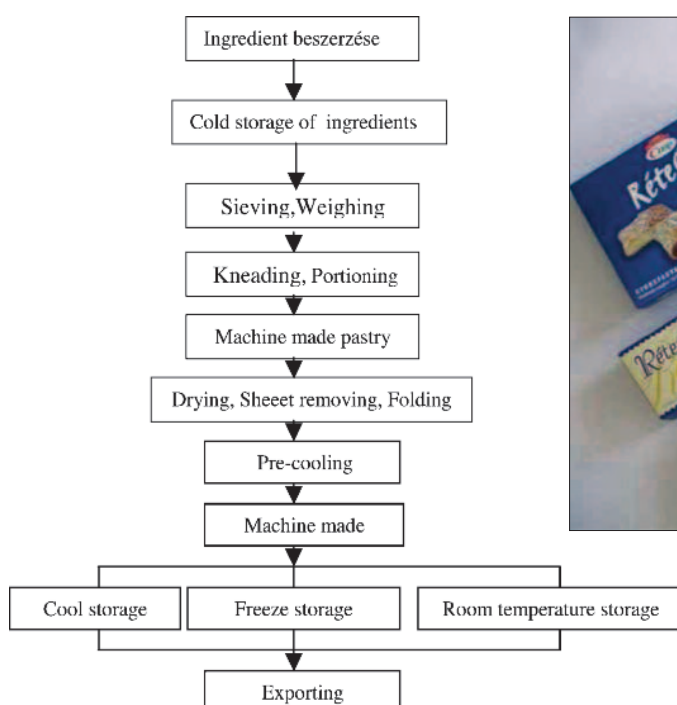 Ingredient beszerzése
Cold storage of ingredients
Sieving,Weighing
Kneading, Portioning
Machine made pastry
Drying, Sheeet removing, Folding
Pre-cooling
Machine made
Cool storage
Freeze storage
Room temperature storage
Exporting
Coop